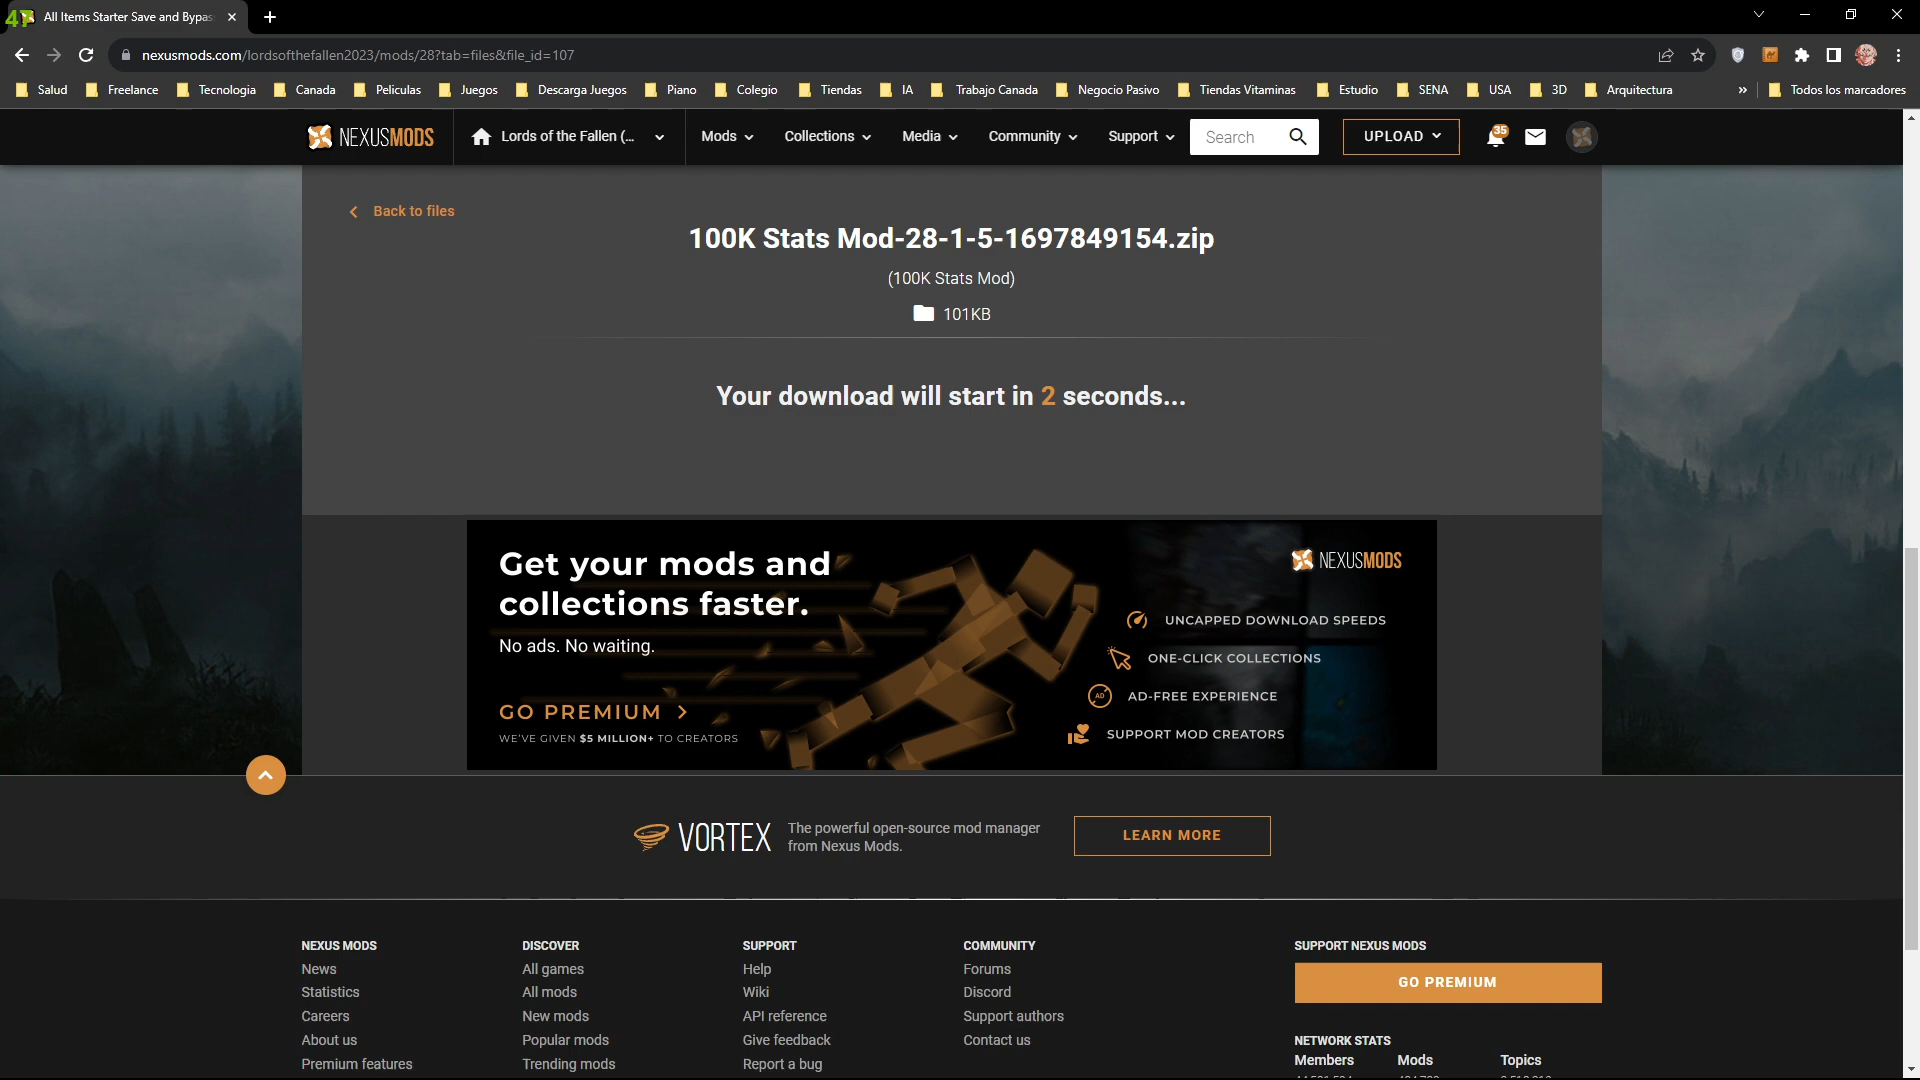 47
All Items Starter Save and Bypas
nexusmods.com/lordsofthefallen2023/mods/28?tab=files&file_id=107
Salud Freelance Tecnologia Canada Peliculas Juegos Descarga Juegos Piano Colegio Tiendas IA Trabajo Canada Negocio Pasivo Tiendas Vitaminas Estudio SENA USA 3D Arquitectura » Todos los marcadores
NEXUSMODS Lords of the Fallen (... Mods Collections Media Community Support Search UPLOAD 35
Back to files
100K Stats Mod-28-1-5-1697849154.zip
(100K Stats Mod)
101KB
Your download will start in 2 seconds...
Get your mods and
collections faster.
No ads. No waiting.
GO PREMIUM
WE'VE GIVEN $5 MILLION+ TO CREATORS
NEXUSMODS
UNCAPPED DOWNLOAD SPEEDS
ONE-CLICK COLLECTIONS
AD
AD-FREE EXPERIENCE
SUPPORT MOD CREATORS
VORTEX
The powerful open-source mod manager
from Nexus Mods.
LEARN MORE
NEXUS MODS
News
Statistics
Careers
About us
Premium features
DISCOVER
All games
All mods
New mods
Popular mods
Trending mods
SUPPORT
Help
Wiki
API reference
Give feedback
Report a bug
COMMUNITY
Forums
Discord
Support authors
Contact us
SUPPORT NEXUS MODS
GO PREMIUM
NETWORK STATS
Members Mods Topics